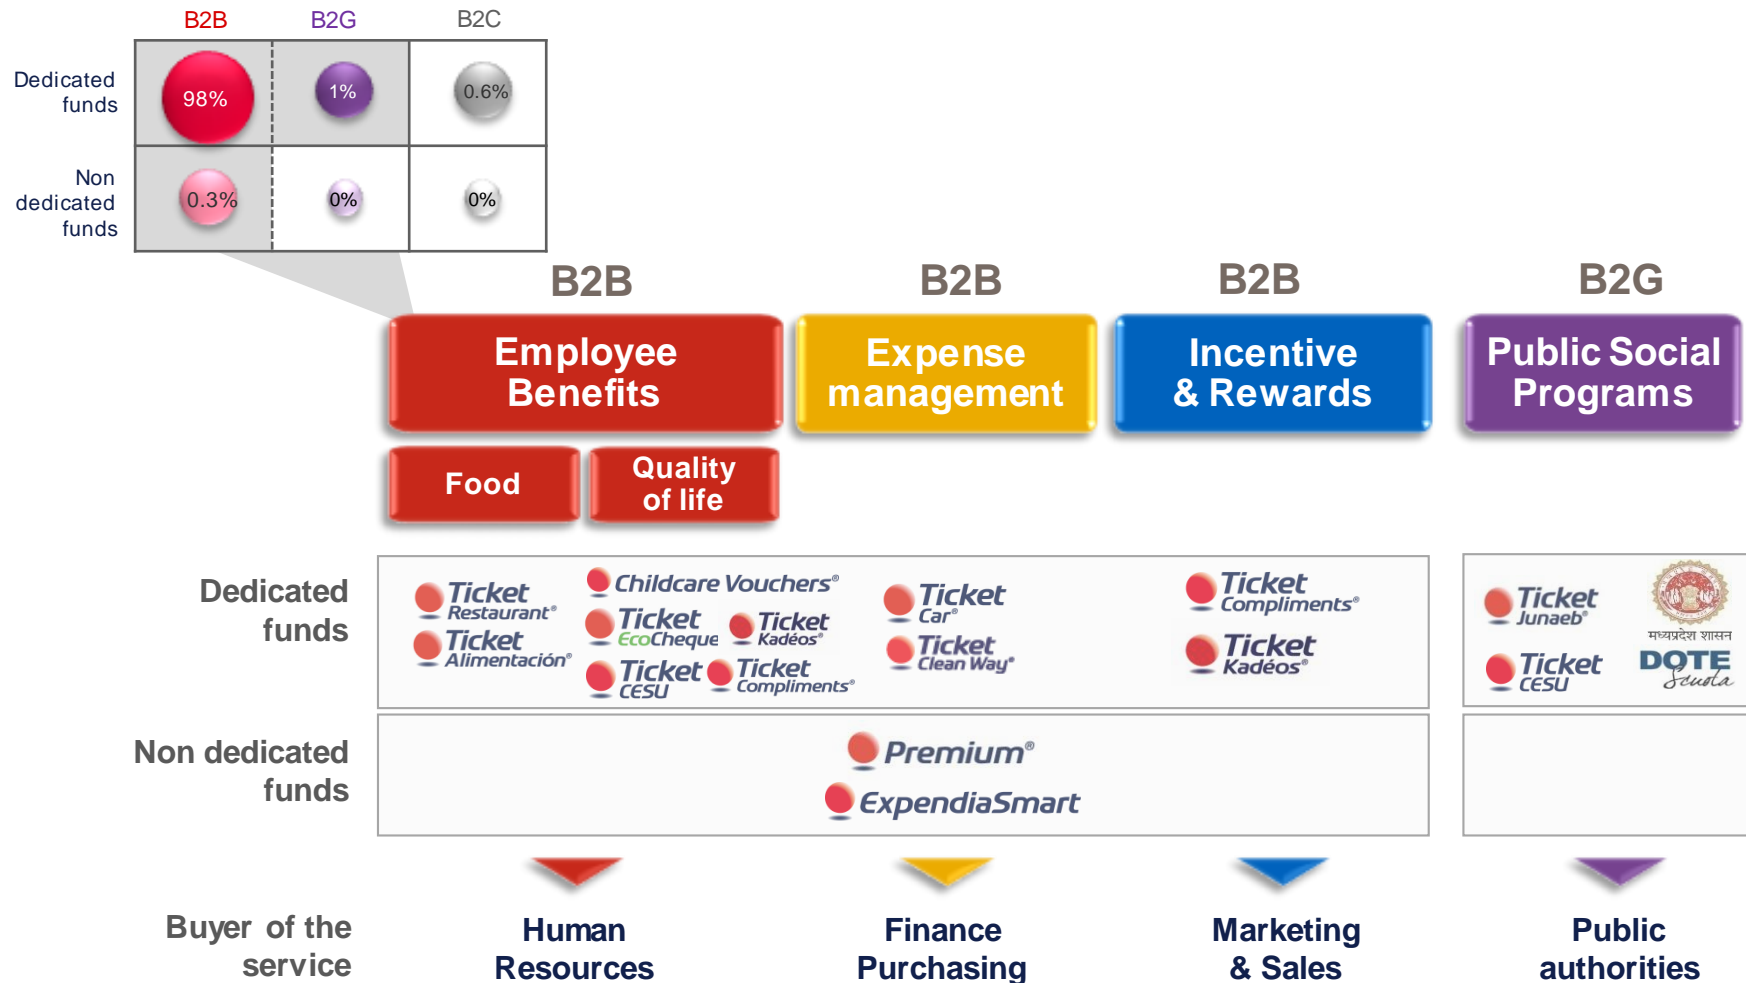 B2B B2G B2C
Dedicated
funds
98% 1% 0.6%
Non
dedicated
funds
0.3% 0% 0%
B2B B2B B2B B2G
Employee
Benefits
Expense
management
Incentive
& Rewards
Public Social
Programs
Food
Quality
of life
Dedicated
funds
Ticket
Restaurant®
Ticket
Alimentación®
Childcare Vouchers®
Ticket
EcoCheque
Ticket
Kadéos®
Ticket
CESU
Ticket
Compliments®
Ticket
Car®
Ticket
Clean Way®
Ticket
Compliments®
Ticket
Kadéos®
Ticket
Junaeb®
Ticket
CESU
मध्यप्रदेश शासन
DOTE
Scuola
Non dedicated
funds
Premium®
ExpendiaSmart
Buyer of the
service
Human
Resources
Finance
Purchasing
Marketing
& Sales
Public
authorities